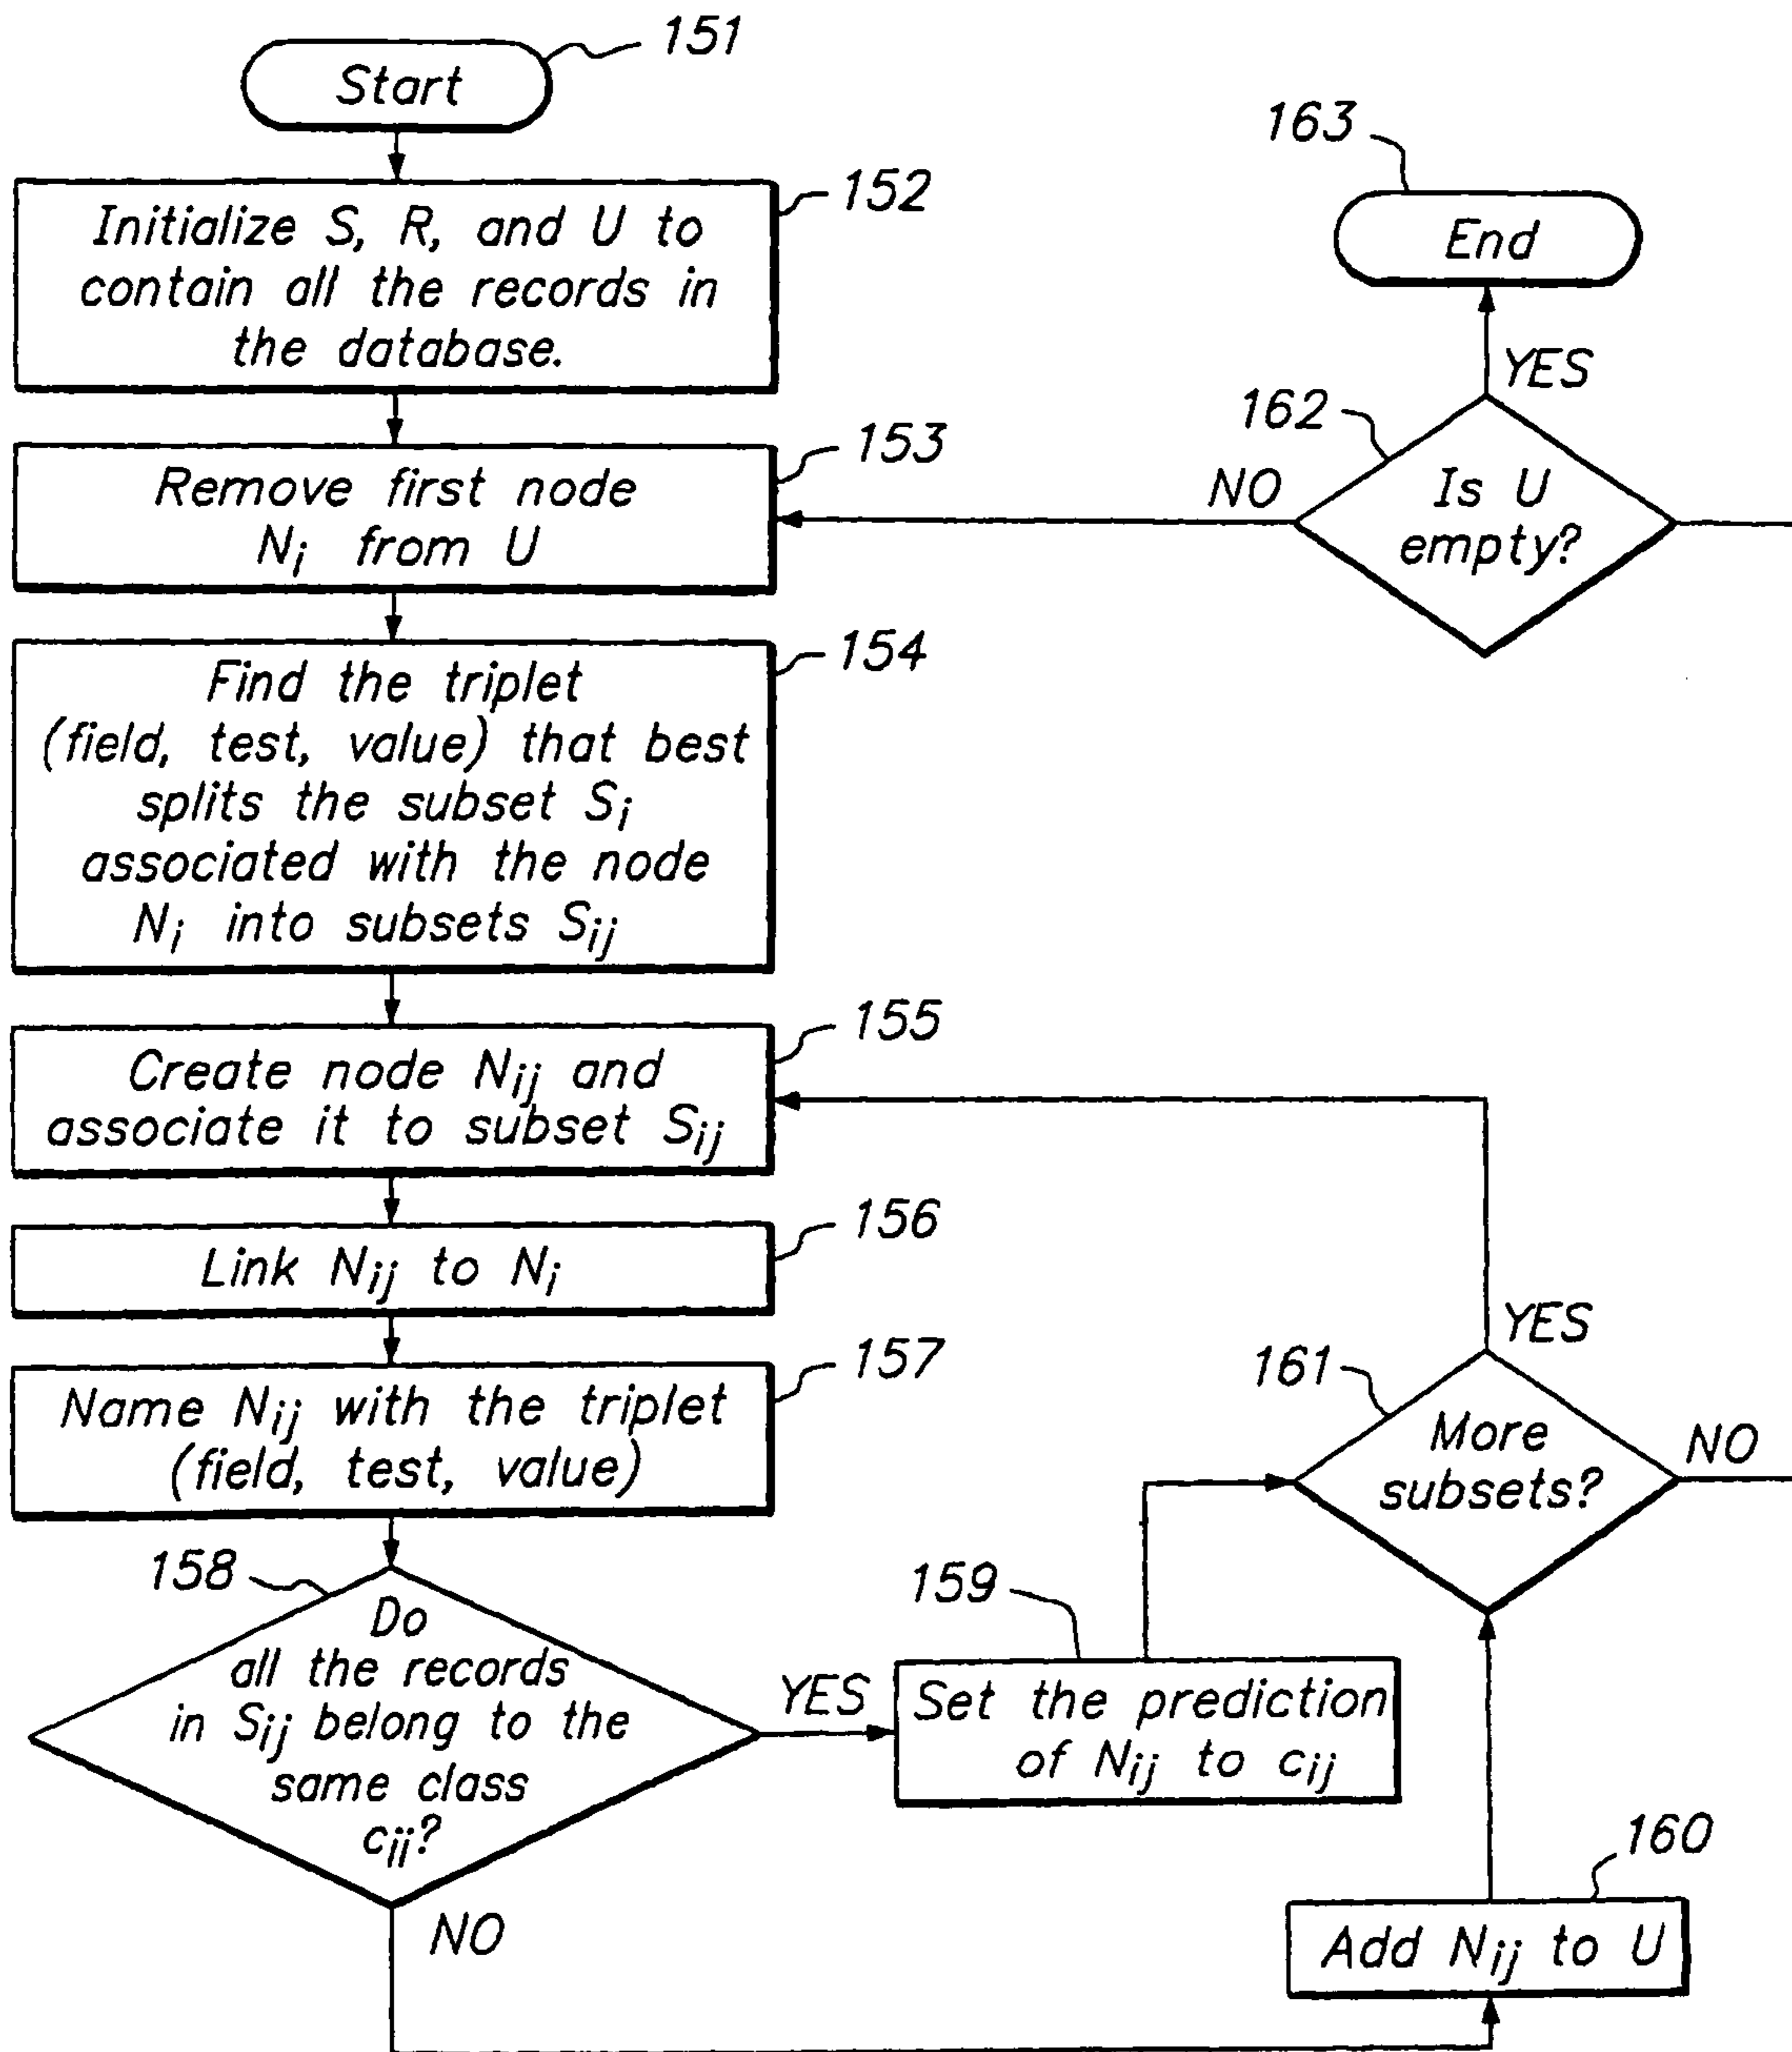 Start
151
Initialize S, R, and U to
contain all the records in
the database.
152
Remove first node
Ni from U
153
Find the triplet
(field, test, value) that best
splits the subset Si
associated with the node
Ni into subsets Sij
154
Create node Nij and
associate it to subset Sij
155
Link Nij to Ni
156
Name Nij with the triplet
(field, test, value)
157
158
Do
all the records
in Sij belong to the
same class
cij?
YES
NO
159
Set the prediction
of Nij to cij
160
Add Nij to U
161
More
subsets?
YES
NO
162
Is U
empty?
NO
YES
163
End